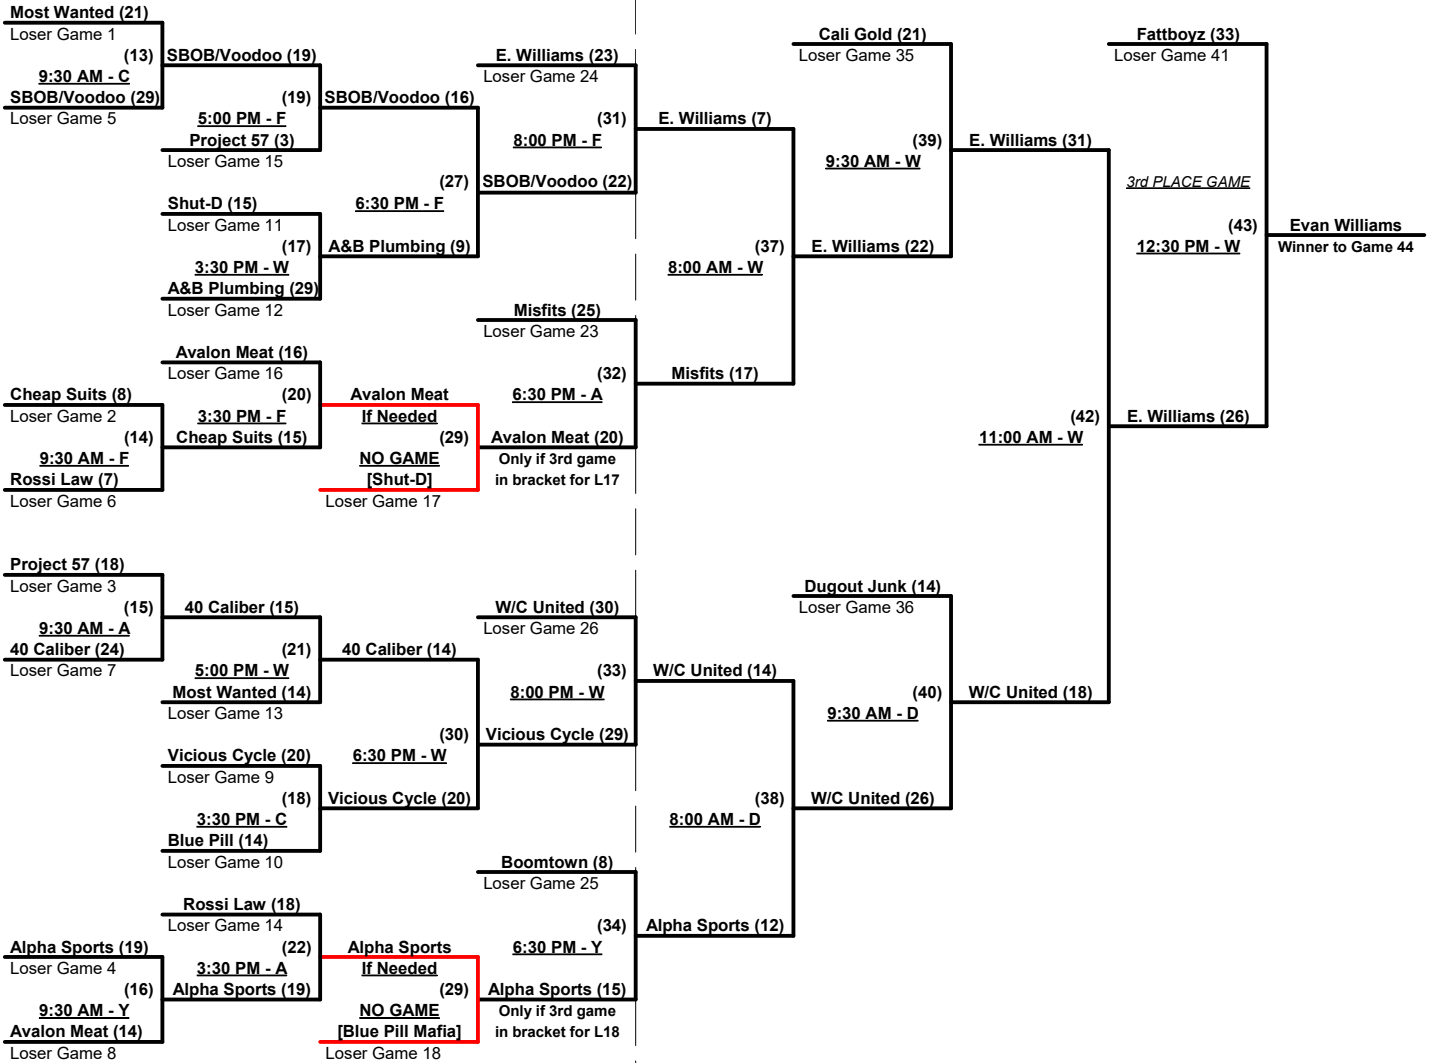 Most Wanted (21)
Loser Game 1
(13)
9:30 AM - C
SBOB/Voodoo (29)
Loser Game 5
SBOB/Voodoo (19)
(19)
5:00 PM - F
Project 57 (3)
Loser Game 15
SBOB/Voodoo (16)
Shut-D (15)
Loser Game 11
(17)
3:30 PM - W
A&B Plumbing (29)
Loser Game 12
(27)
6:30 PM - F
A&B Plumbing (9)
E. Williams (23)
Loser Game 24
(31)
8:00 PM - F
SBOB/Voodoo (22)
E. Williams (7)
Avalon Meat (16)
Loser Game 16
Cheap Suits (8)
Loser Game 2
(14)
9:30 AM - F
Rossi Law (7)
Loser Game 6
(20)
3:30 PM - F
Cheap Suits (15)
Avalon Meat
If Needed
(29)
NO GAME
[Shut-D]
Loser Game 17
Misfits (25)
Loser Game 23
(32)
6:30 PM - A
Avalon Meat (20)
Only if 3rd game
in bracket for L17
Misfits (17)
(37)
8:00 AM - W
Cali Gold (21)
Loser Game 35
(39)
9:30 AM - W
E. Williams (22)
E. Williams (31)
Fattboyz (33)
Loser Game 41
3rd PLACE GAME
(43)
12:30 PM - W
Evan Williams
Winner to Game 44
(42)
11:00 AM - W
E. Williams (26)
Project 57 (18)
Loser Game 3
(15)
9:30 AM - A
40 Caliber (24)
Loser Game 7
40 Caliber (15)
(21)
5:00 PM - W
Most Wanted (14)
Loser Game 13
40 Caliber (14)
Vicious Cycle (20)
Loser Game 9
(18)
3:30 PM - C
Blue Pill (14)
Loser Game 10
(30)
6:30 PM - W
Vicious Cycle (20)
W/C United (30)
Loser Game 26
(33)
8:00 PM - W
Vicious Cycle (29)
W/C United (14)
Rossi Law (18)
Loser Game 14
Alpha Sports (19)
Loser Game 4
(16)
9:30 AM - Y
Avalon Meat (14)
Loser Game 8
(22)
3:30 PM - A
Alpha Sports (19)
Alpha Sports
If Needed
(29)
NO GAME
[Blue Pill Mafia]
Loser Game 18
Boomtown (8)
Loser Game 25
(34)
6:30 PM - Y
Alpha Sports (15)
Only if 3rd game
in bracket for L18
Alpha Sports (12)
(38)
8:00 AM - D
Dugout Junk (14)
Loser Game 36
(40)
9:30 AM - D
W/C United (26)
W/C United (18)